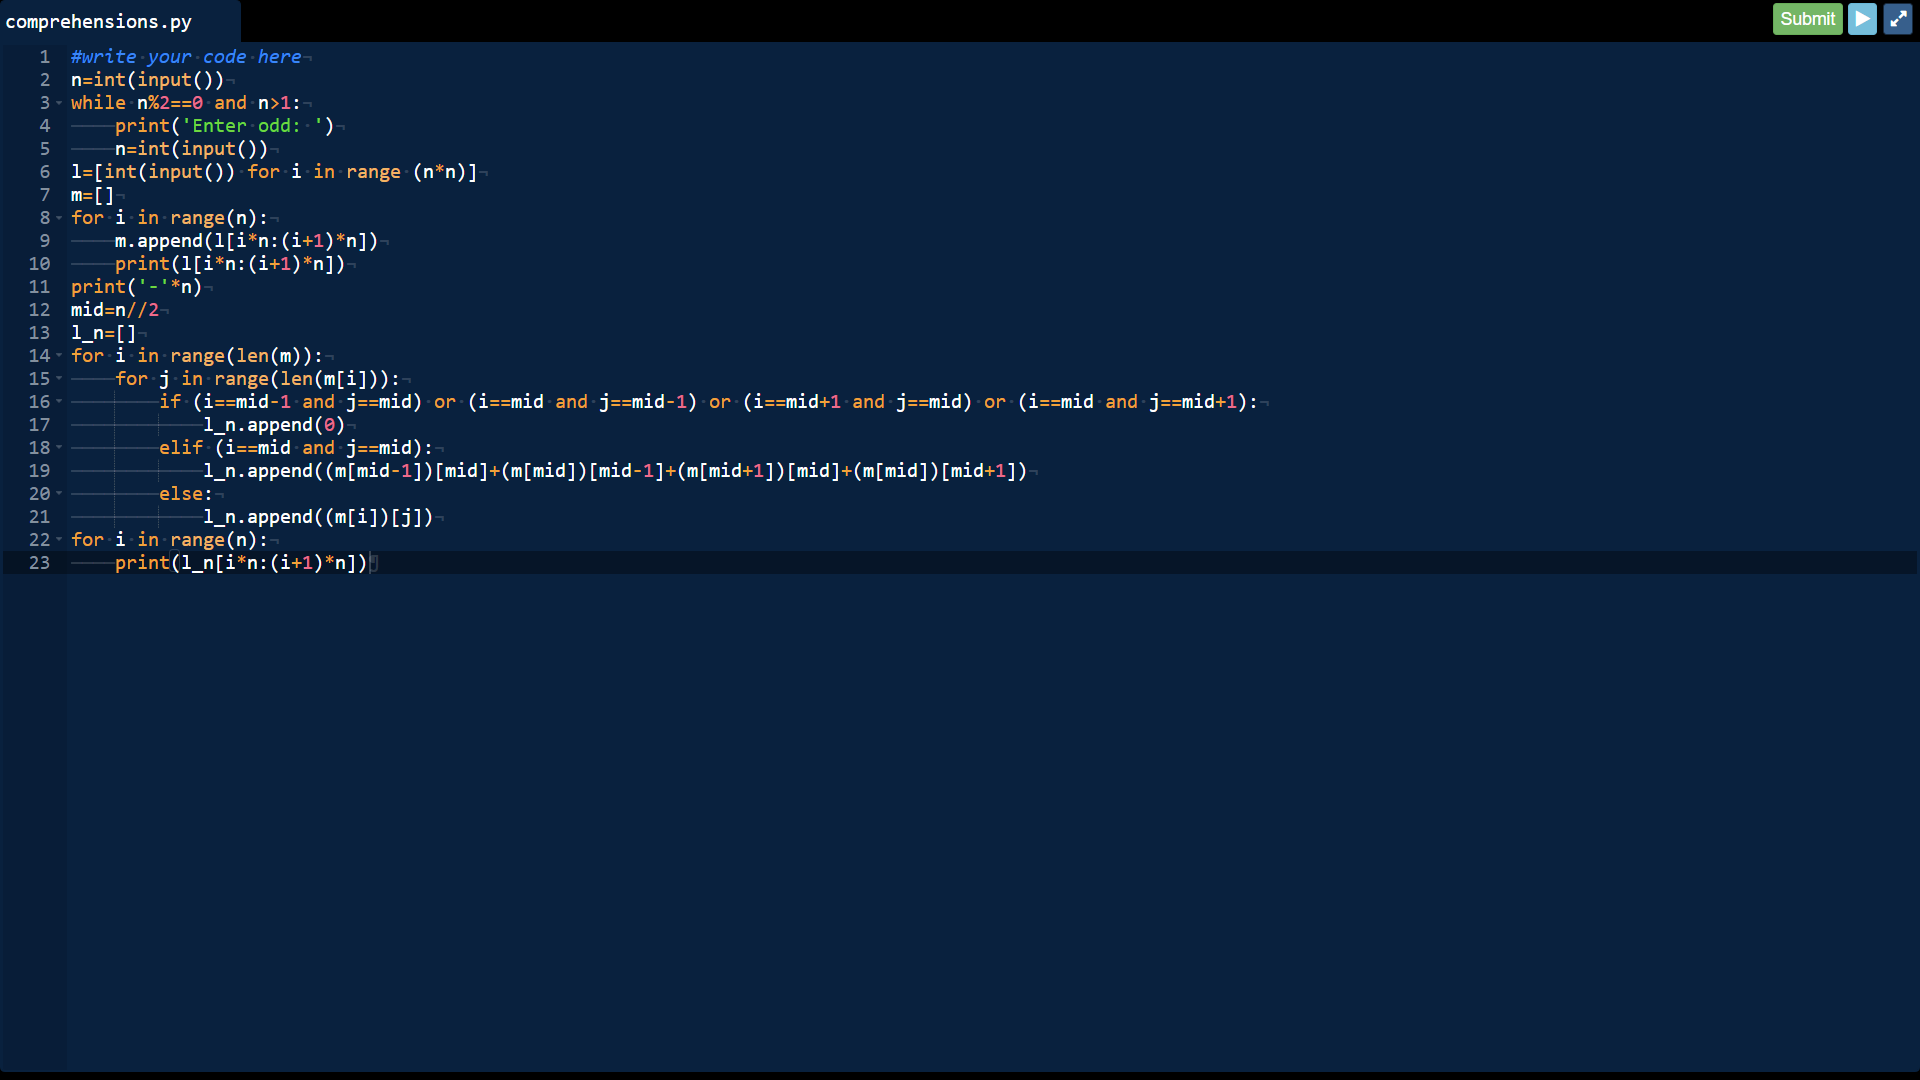 comprehensions.py
Submit
1 #write your code here
2 n=int(input())
3 while n%2==0 and n>1:
4 print('Enter odd: ')
5 n=int(input())
6 l=[int(input()) for i in range (n*n)]
7 m=[]
8 for i in range(n):
9 m.append(l[i*n:(i+1)*n])
10 print(l[i*n:(i+1)*n])
11 print('-'*n)
12 mid=n//2
13 l_n=[]
14 for i in range(len(m)):
15 for j in range(len(m[i])):
16 if (i==mid-1 and j==mid) or (i==mid and j==mid-1) or (i==mid+1 and j==mid) or (i==mid and j==mid+1):
17 l_n.append(0)
18 elif (i==mid and j==mid):
19 l_n.append((m[mid-1])[mid]+(m[mid])[mid-1]+(m[mid+1])[mid]+(m[mid])[mid+1])
20 else:
21 l_n.append((m[i])[j])
22 for i in range(n):
23 print(l_n[i*n:(i+1)*n])